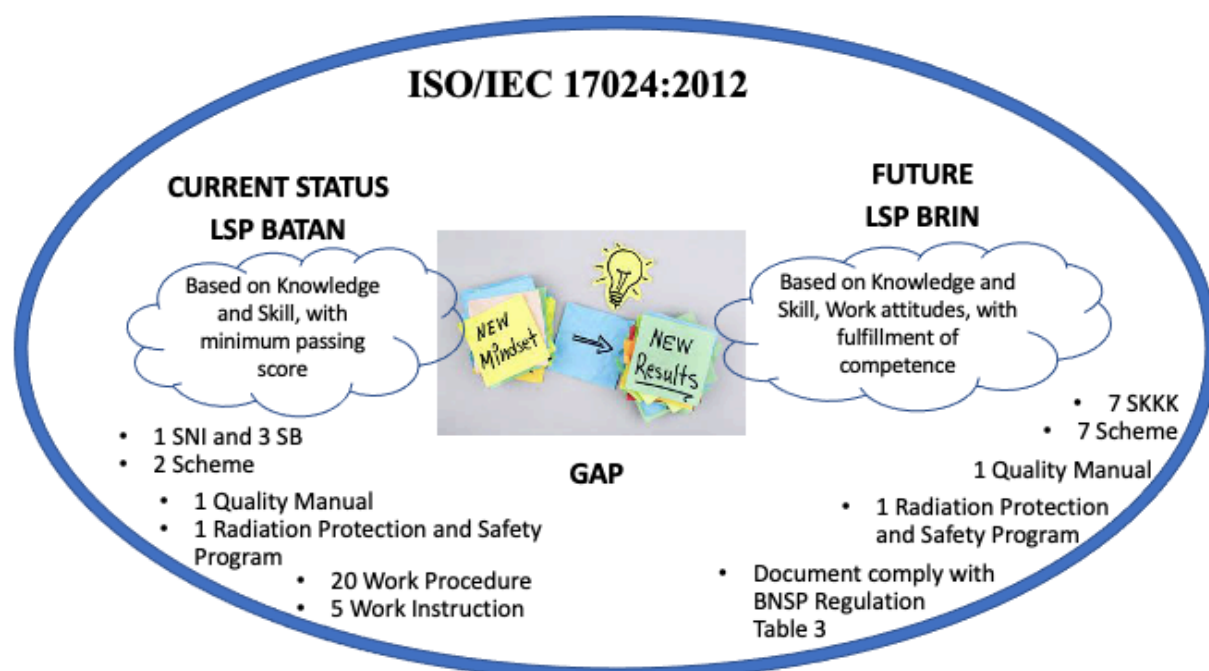 ISO/IEC 17024:2012
CURRENT STATUS
LSP BATAN
Based on Knowledge
and Skill, with
minimum passing
score
• 1 SNI and 3 SB
• 2 Scheme
• 1 Quality Manual
• 1 Radiation Protection and Safety
Program
• 20 Work Procedure
• 5 Work Instruction
NEW
Mindset
NEW
Results
GAP
FUTURE
LSP BRIN
Based on Knowledge and
Skill, Work attitudes, with
fulfillment of
competence
• 7 SKKK
• 7 Scheme
1 Quality Manual
• 1 Radiation Protection
and Safety Program
• Document comply with
BNSP Regulation
Table 3